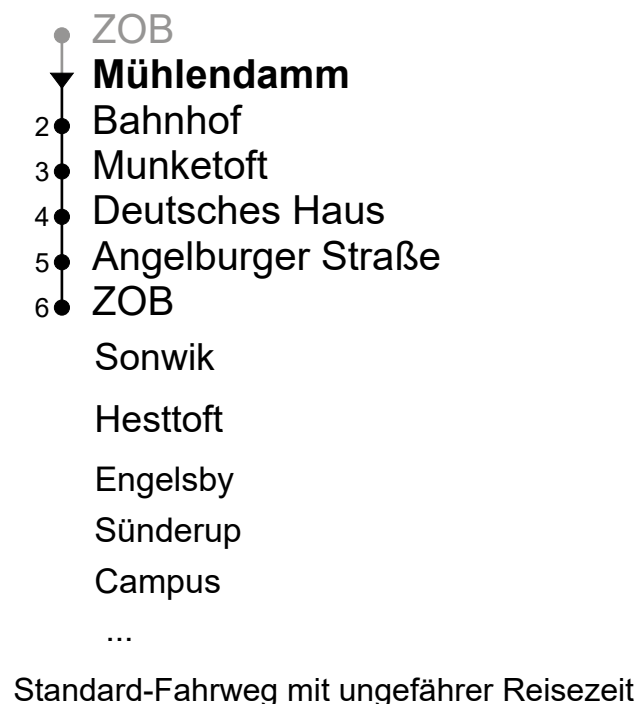 ZOB
Mühlendamm
2 Bahnhof
3 Munketoft
4 Deutsches Haus
5 Angelburger Straße
6 ZOB
Sonwik
Hesttoft
Engelsby
Sünderup
Campus
...
Standard-Fahrweg mit ungefährer Reisezeit